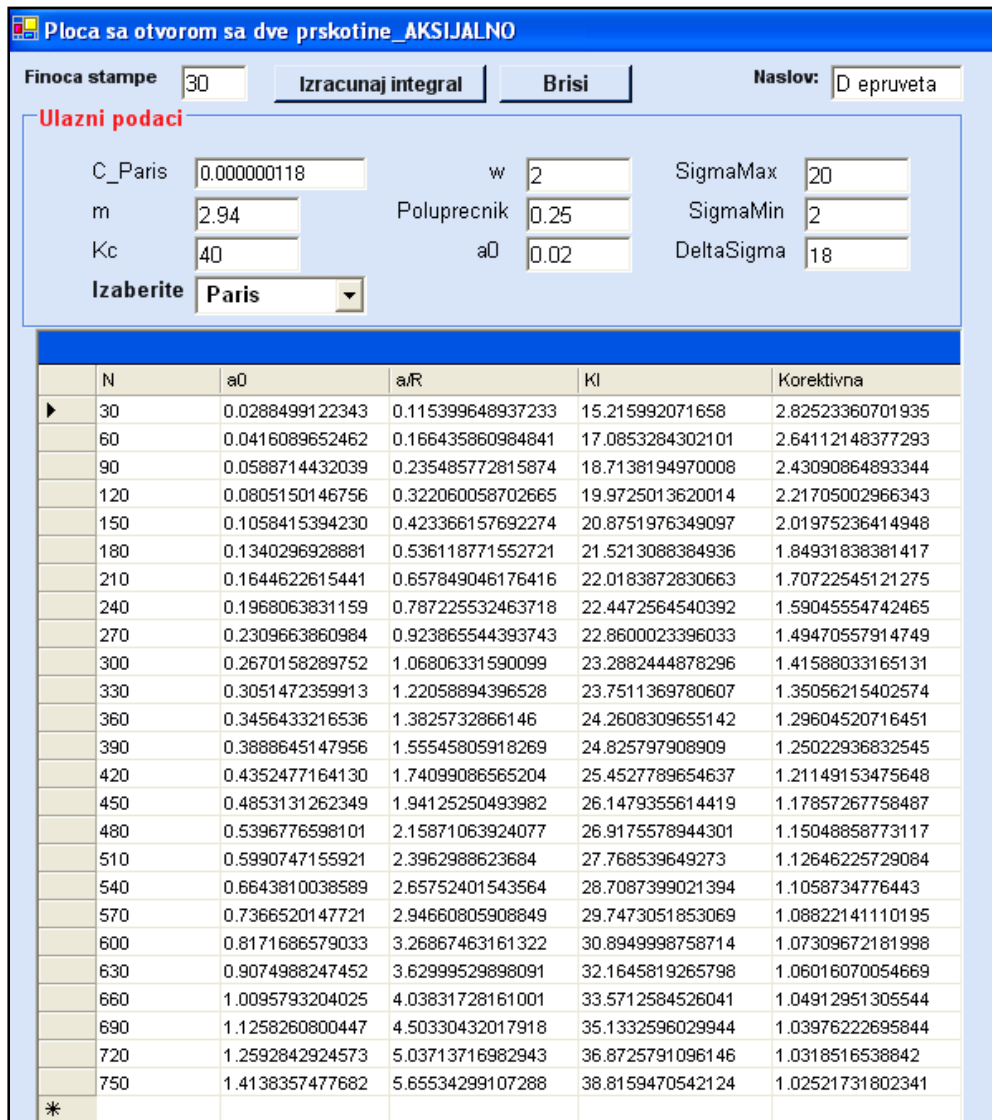 Ploca sa otvorom sa dve prskotine_AKSIJALNO
Finoca stampe 30 Izracunaj integral Brisi Naslov: D epruveta
Ulazni podaci
C_Paris 0.000000118 w 2 SigmaMax 20
m 2.94 Poluprecnik 0.25 SigmaMin 2
Kc 40 a0 0.02 DeltaSigma 18
Izaberite Paris
N a0 a/R KI Korektivna
30 0.0288499122343 0.115399648937233 15.215992071658 2.82523360701935
60 0.0416089652462 0.166435860984841 17.0853284302101 2.64112148377293
90 0.0588714432039 0.235485772815874 18.7138194970008 2.43090864893344
120 0.0805150146756 0.322060058702665 19.9725013620014 2.21705002966343
150 0.1058415394230 0.423366157692274 20.8751976349097 2.01975236414948
180 0.1340296928881 0.536118771552721 21.5213088384936 1.84931838381417
210 0.1644622615441 0.657849046176416 22.0183872830663 1.70722545121275
240 0.1968063831159 0.787225532463718 22.4472564540392 1.59045554742465
270 0.2309663860984 0.923865544393743 22.8600023396033 1.49470557914749
300 0.2670158289752 1.06806331590099 23.2882444878296 1.41588033165131
330 0.3051472359913 1.22058894396528 23.7511369780607 1.35056215402574
360 0.3456433216536 1.3825732866146 24.2608309655142 1.29604520716451
390 0.3888645147956 1.55545805918269 24.825797908909 1.25022936832545
420 0.4352477164130 1.74099086565204 25.4527789654637 1.21149153475648
450 0.4853131262349 1.94125250493982 26.1479355614419 1.17857267758487
480 0.5396776598101 2.15871063924077 26.9175578944301 1.15048858773117
510 0.5990747155921 2.3962988623684 27.768539649273 1.12646225729084
540 0.6643810038589 2.65752401543564 28.7087399021394 1.1058734776443
570 0.7366520147721 2.94660805908849 29.7473051853069 1.08822141110195
600 0.8171686579033 3.26867463161322 30.8949998758714 1.07309672181998
630 0.9074988247452 3.62999529898091 32.1645819265798 1.06016070054669
660 1.0095793204025 4.03831728161001 33.5712584526041 1.04912951305544
690 1.1258260800447 4.50330432017918 35.1332596029944 1.03976222695844
720 1.2592842924573 5.03713716982943 36.8725791096146 1.0318516538842
750 1.4138357477682 5.65534299107288 38.8159470542124 1.02521731802341